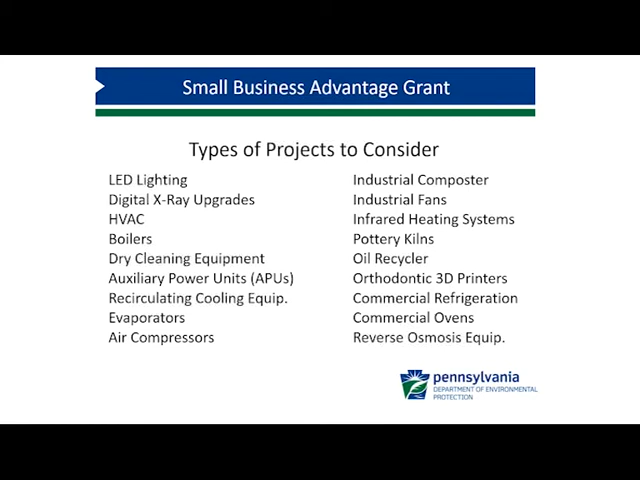 Small Business Advantage Grant
Types of Projects to Consider
LED Lighting
Digital X-Ray Upgrades
HVAC
Boilers
Dry Cleaning Equipment
Auxiliary Power Units (APUs)
Recirculating Cooling Equip.
Evaporators
Air Compressors
Industrial Composter
Industrial Fans
Infrared Heating Systems
Pottery Kilns
Oil Recycler
Orthodontic 3D Printers
Commercial Refrigeration
Commercial Ovens
Reverse Osmosis Equip.
pennsylvania
DEPARTMENT OF ENVIRONMENTAL
PROTECTION